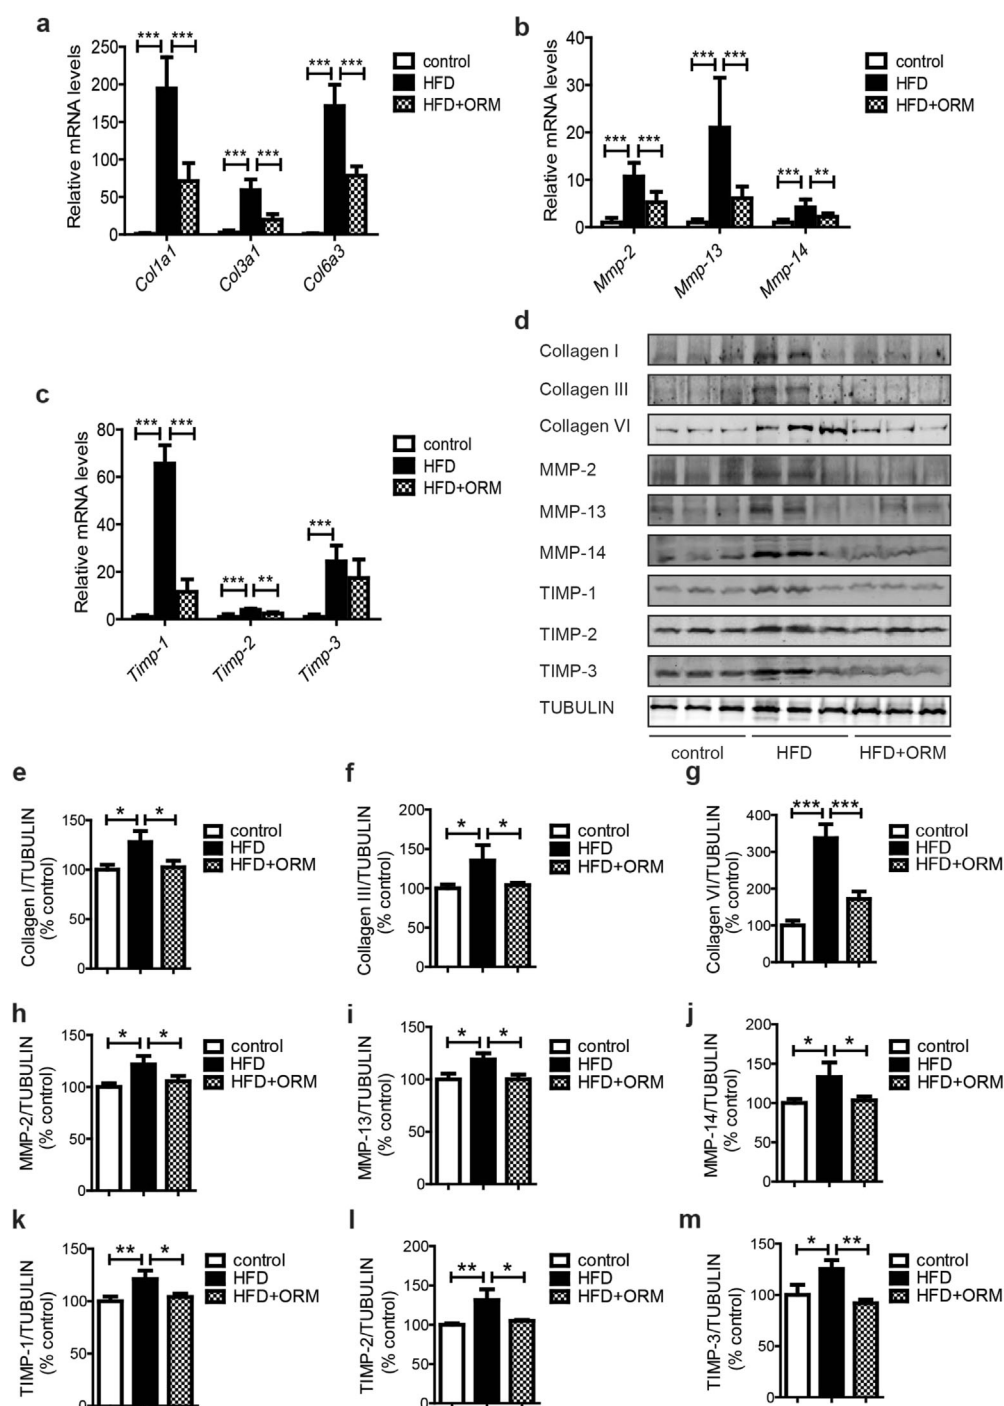 a
Relative mRNA levels
250
200
150
100
50
0
*** ***
*** ***
*** ***
Col1a1
Col3a1
Col6a3
control
HFD
HFD+ORM
b
Relative mRNA levels
40
30
20
10
0
*** ***
*** ***
*** **
Mmp-2
Mmp-13
Mmp-14
control
HFD
HFD+ORM
c
Relative mRNA levels
80
60
40
20
0
*** ***
*** **
***
Timp-1
Timp-2
Timp-3
control
HFD
HFD+ORM
d
Collagen I
Collagen III
Collagen VI
MMP-2
MMP-13
MMP-14
TIMP-1
TIMP-2
TIMP-3
TUBULIN
control HFD HFD+ORM
e
Collagen I/TUBULIN
(% control)
150
100
50
0
* *
control
HFD
HFD+ORM
f
Collagen III/TUBULIN
(% control)
200
150
100
50
0
* *
control
HFD
HFD+ORM
g
Collagen VI/TUBULIN
(% control)
400
300
200
100
0
*** ***
control
HFD
HFD+ORM
h
MMP-2/TUBULIN
(% control)
150
100
50
0
* *
control
HFD
HFD+ORM
i
MMP-13/TUBULIN
(% control)
150
100
50
0
* *
control
HFD
HFD+ORM
j
MMP-14/TUBULIN
(% control)
200
150
100
50
0
* *
control
HFD
HFD+ORM
k
TIMP-1/TUBULIN
(% control)
150
100
50
0
** *
control
HFD
HFD+ORM
l
TIMP-2/TUBULIN
(% control)
200
150
100
50
0
** *
control
HFD
HFD+ORM
m
TIMP-3/TUBULIN
(% control)
150
100
50
0
* **
control
HFD
HFD+ORM